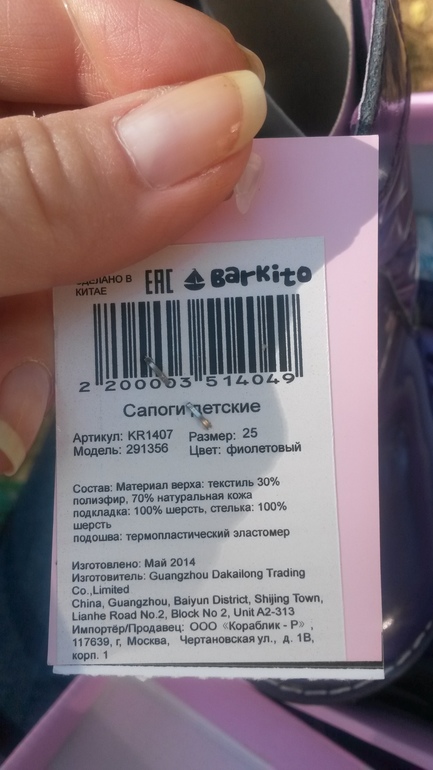 СДЕЛАНО В КИТАЕ
EAC Barkito
2 200003 514049
Сапоги детские
Артикул: KR1407 Размер: 25
Модель: 291356 Цвет: фиолетовый
Состав: Материал верха: текстиль 30%
полиэфир, 70% натуральная кожа
подкладка: 100% шерсть, стелька: 100%
шерсть
подошва: термопластический эластомер
Изготовлено: Май 2014
Изготовитель: Guangzhou Dakailong Trading
Co.,Limited
China, Guangzhou, Baiyun District, Shijing Town,
Lianhe Road No.2, Block No 2, Unit A2-313
Импортёр/Продавец: ООО «Кораблик - Р» ,
117639, г, Москва, Чертановская ул., д. 1В,
корп. 1